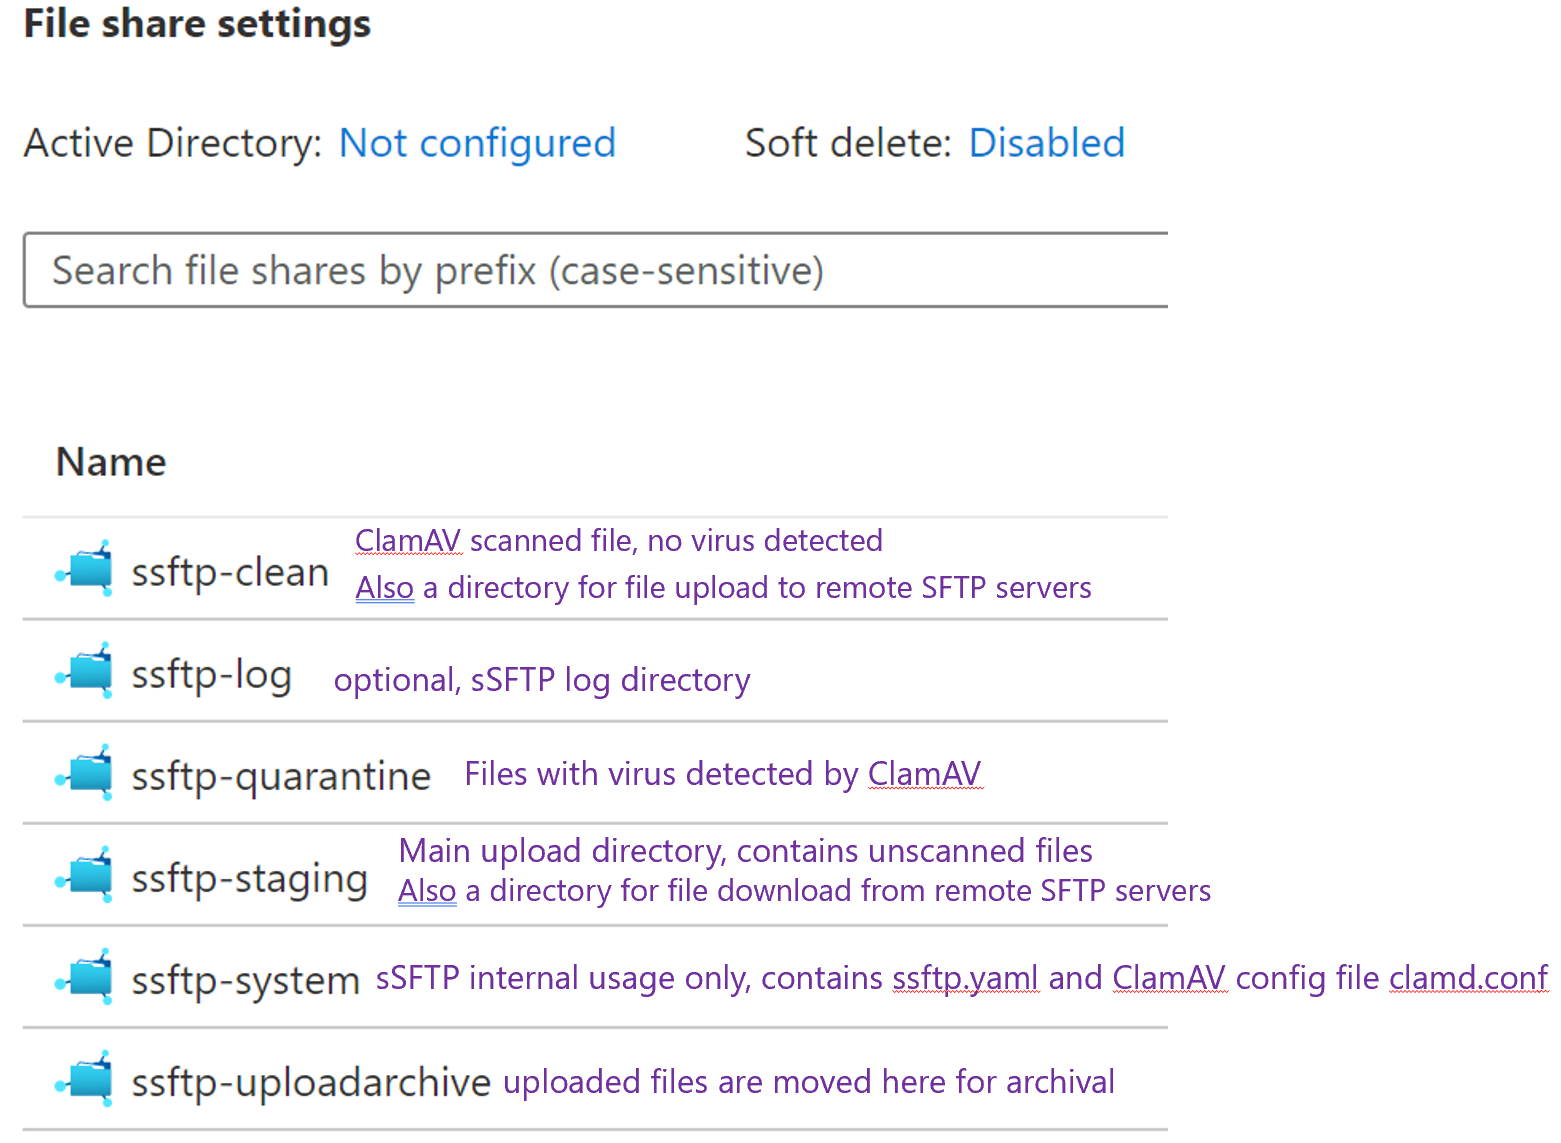 File share settings
Active Directory: Not configured Soft delete: Disabled
Search file shares by prefix (case-sensitive)
Name
ssftp-clean
ClamAV scanned file, no virus detected
Also a directory for file upload to remote SFTP servers
ssftp-log optional, sSFTP log directory
ssftp-quarantine Files with virus detected by ClamAV
ssftp-staging
Main upload directory, contains unscanned files
Also a directory for file download from remote SFTP servers
ssftp-system sSFTP internal usage only, contains ssftp.yaml and ClamAV config file clamd.conf
ssftp-uploadarchive uploaded files are moved here for archival